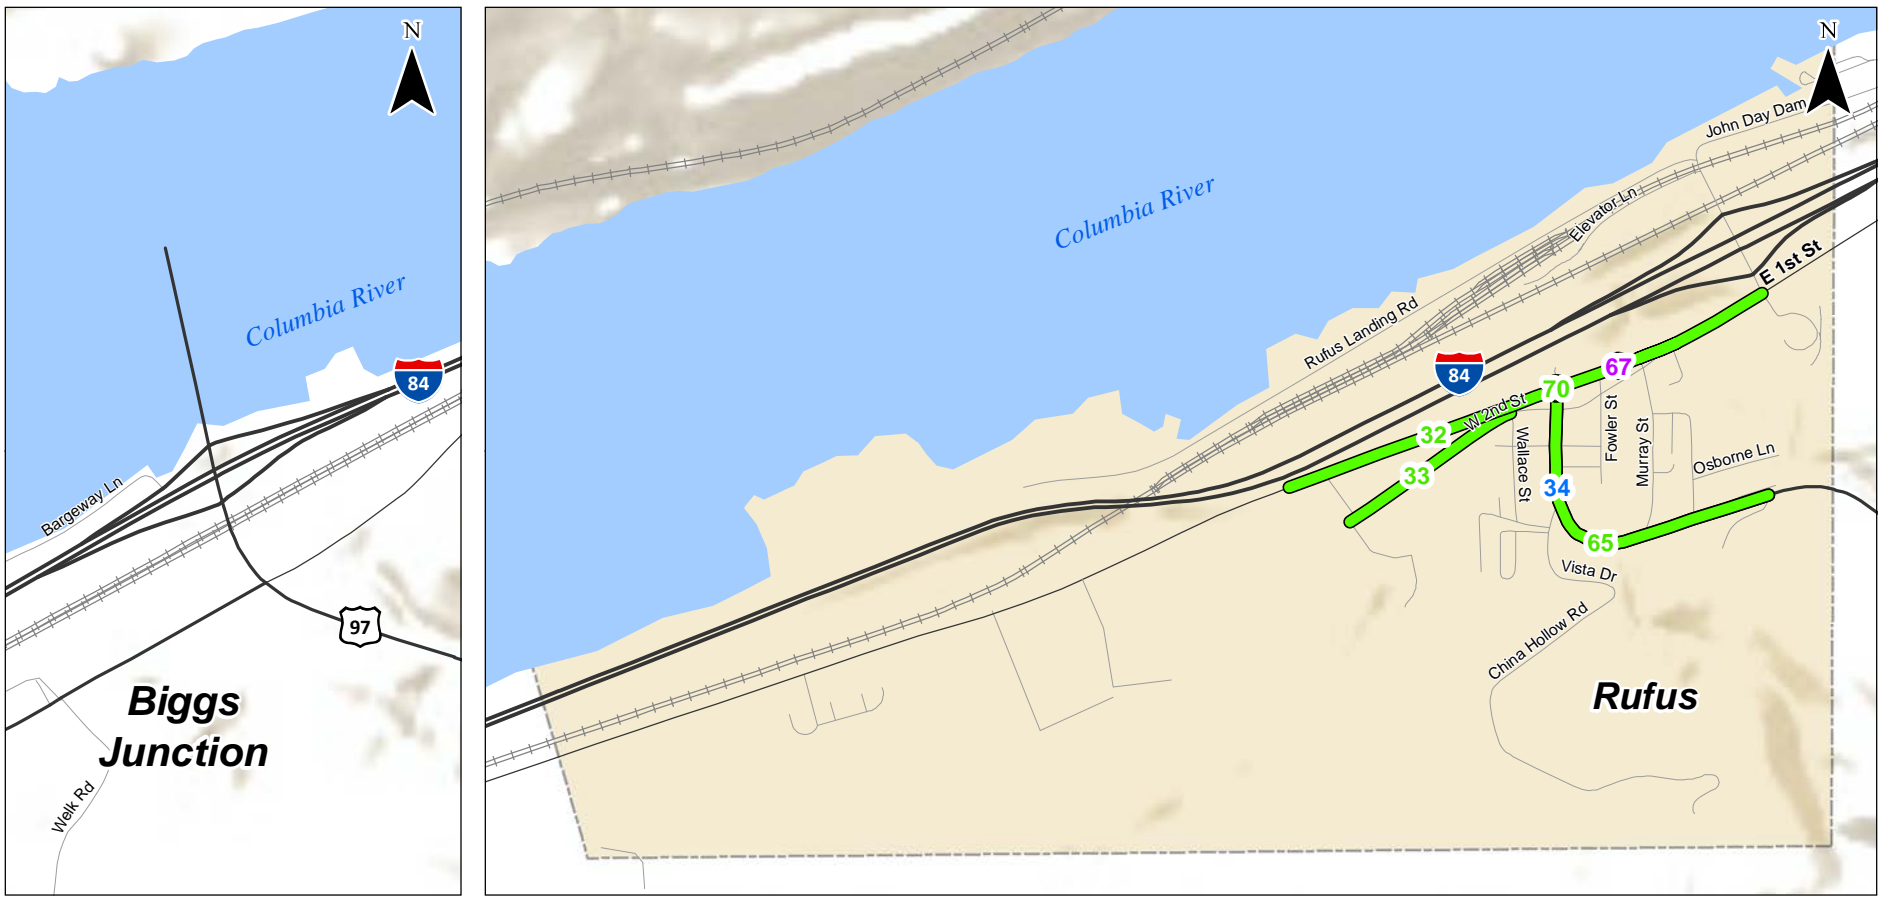 N
Columbia River
84
Bargeway Ln
97
Biggs
Junction
Welk Rd
N
John Day Dam
Columbia River
Elevator Ln
E 1st St
Rufus Landing Rd
84
67
70
W 2nd St
32
33
Wallace St
Fowler St
Murray St
Osborne Ln
34
65
Vista Dr
China Hollow Rd
Rufus